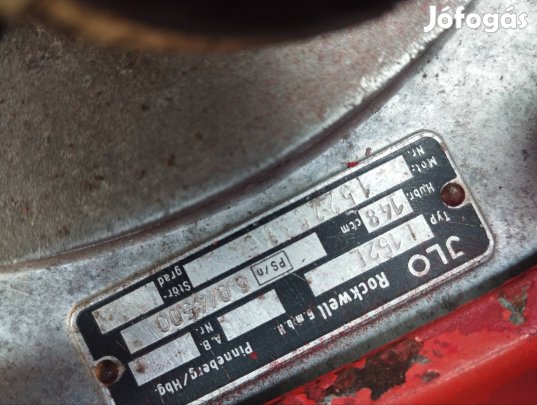 Jófogás
JLO Rockwell G.m.b.H. Pinneberg/Hbg.
Typ L 152L A.B. Nr.
Hubr. 148 ccm PS/n 6,0/4500
Mot.- Nr. Stör- grad